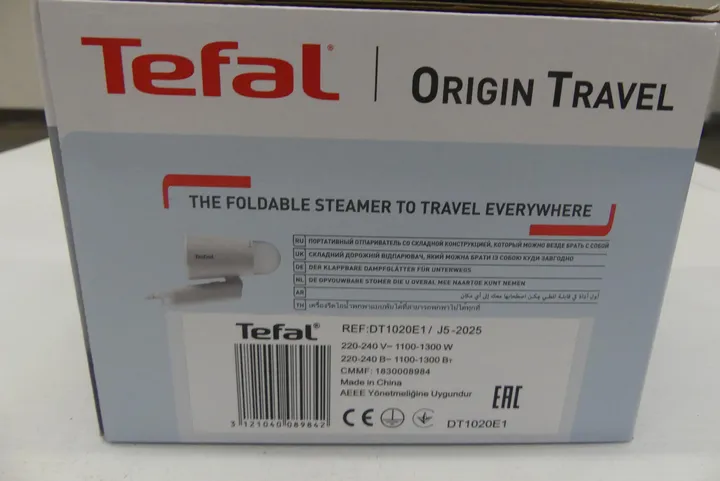 Tefal | ORIGIN TRAVEL
THE FOLDABLE STEAMER TO TRAVEL EVERYWHERE
Tefal
RU ПОРТАТИВНЫЙ ОТПАРИВАТЕЛЬ СО СКЛАДНОЙ КОНСТРУКЦИЕЙ, КОТОРЫЙ МОЖНО ВЕЗДЕ БРАТЬ С СОБОЙ
UK СКЛАДНИЙ ДОРОЖНІЙ ВІДПАРЮВАЧ, ЯКИЙ МОЖНА БРАТИ ІЗ СОБОЮ КУДИ ЗАВГОДНО
DE DER KLAPPBARE DAMPFBLÄTTER FÜR UNTERWEGS
NL DE OPVOUWBARE STOMER DIE U OVERAL MEE NAARTOE KUNT NEMEN
AR
TH
Tefal
REF:DT1020E1/ J5-2025
220-240 V~ 1100-1300 W
220-240 В~ 1100-1300 Вт
CMMF: 1830008984
Made in China
AEEE Yönetmeliğine Uygundur
CE
EAC
DT1020E1
3 121040 089842